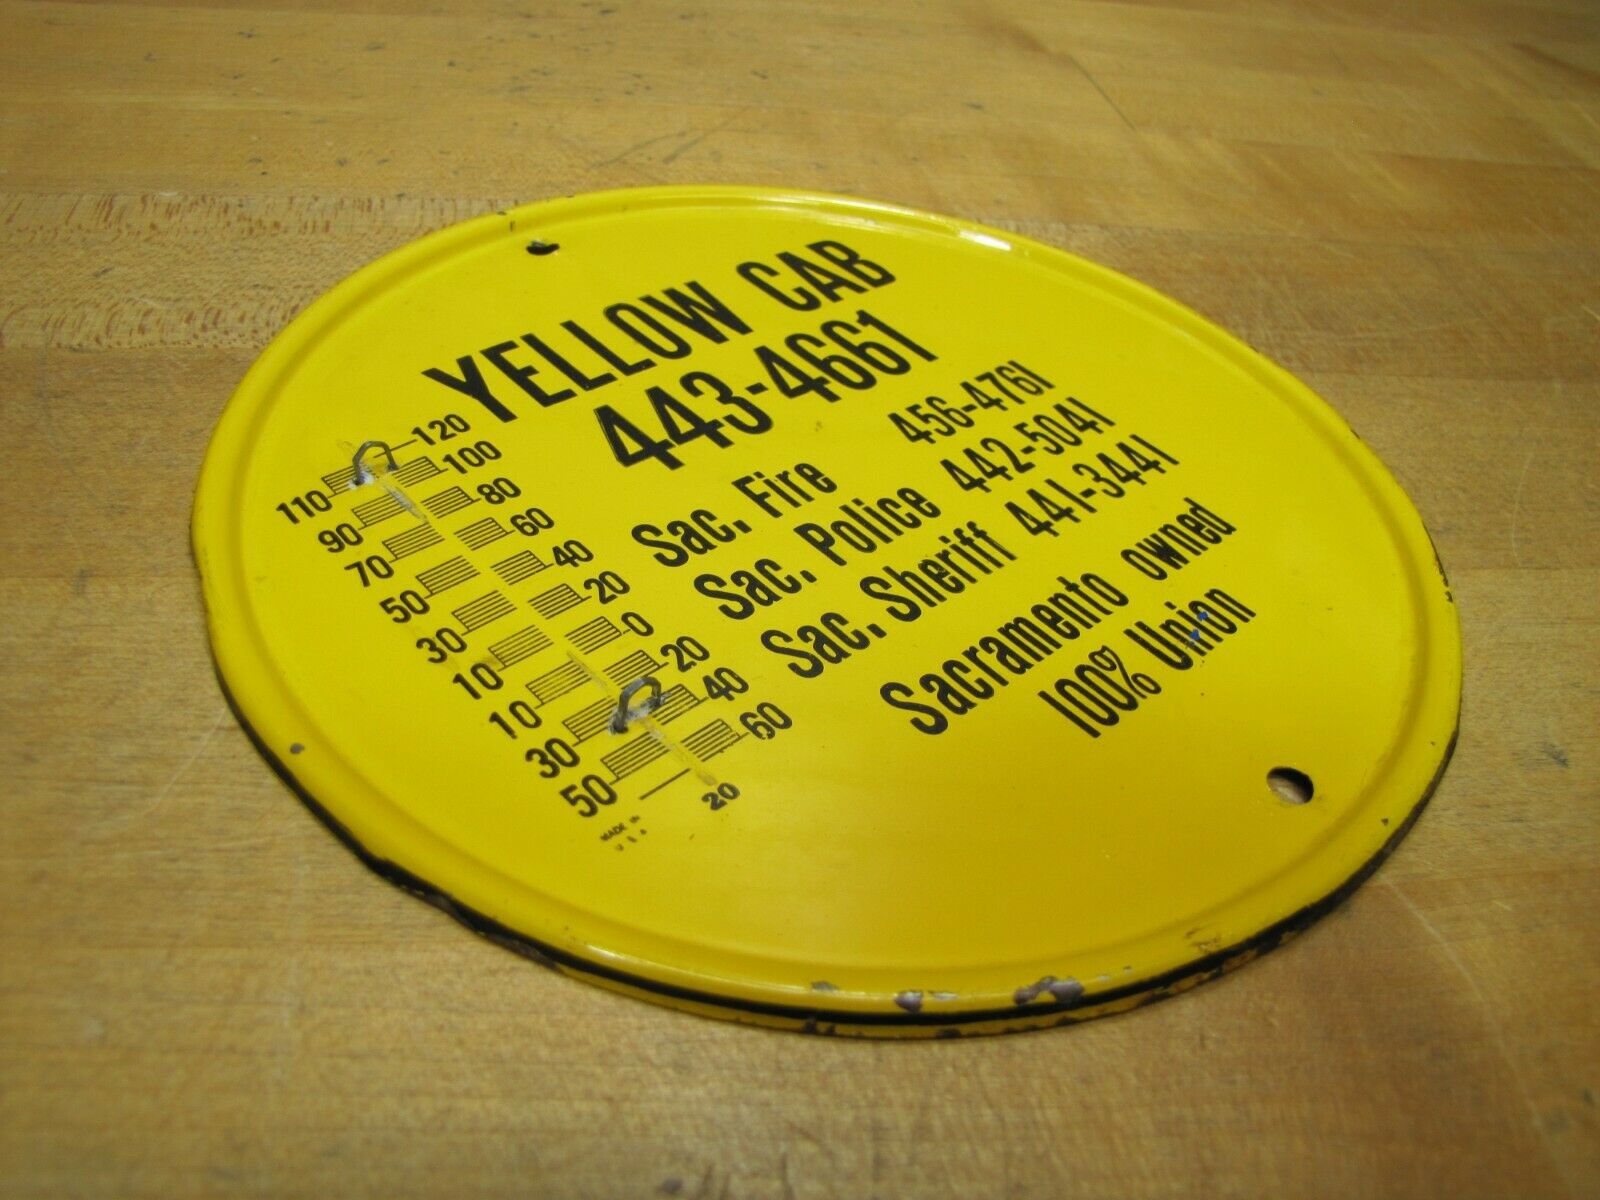 YELLOW CAB
443-4661
Sac. Fire 456-4761
Sac. Police 442-5041
Sac. Sheriff 441-3441
Sacramento owned
100% Union
120
110 100
90 80
70 60
50 40
30 20
10 0
10 20
30 40
50 60
20
MADE IN
U S A